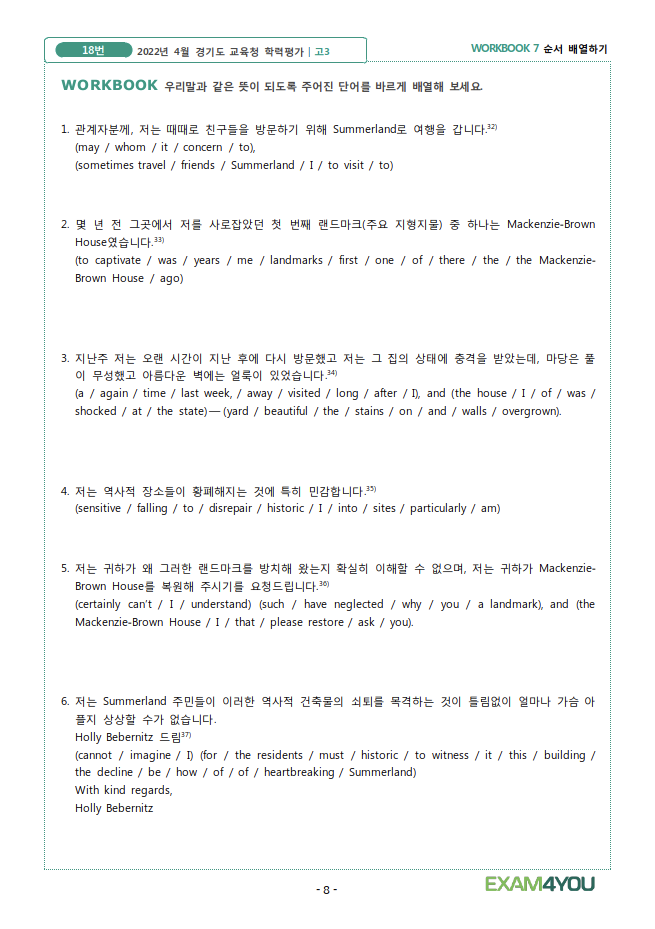 18번
2022년 4월 경기도 교육청 학력평가 | 고3
WORKBOOK 7 순서 배열하기
WORKBOOK 우리말과 같은 뜻이 되도록 주어진 단어를 바르게 배열해 보세요.
1. 관계자분께, 저는 때때로 친구들을 방문하기 위해 Summerland로 여행을 갑니다.32)
(may / whom / it / concern / to),
(sometimes travel / friends / Summerland / I / to visit / to)
2. 몇 년 전 그곳에서 저를 사로잡았던 첫 번째 랜드마크(주요 지형지물) 중 하나는 Mackenzie-Brown
House였습니다.33)
(to captivate / was / years / me / landmarks / first / one / of / there / the / the Mackenzie-
Brown House / ago)
3. 지난주 저는 오랜 시간이 지난 후에 다시 방문했고 저는 그 집의 상태에 충격을 받았는데, 마당은 풀
이 무성했고 아름다운 벽에는 얼룩이 있었습니다.34)
(a / again / time / last week, / away / visited / long / after / I), and (the house / I / of / was /
shocked / at / the state) — (yard / beautiful / the / stains / on / and / walls / overgrown).
4. 저는 역사적 장소들이 황폐해지는 것에 특히 민감합니다.35)
(sensitive / falling / to / disrepair / historic / I / into / sites / particularly / am)
5. 저는 귀하가 왜 그러한 랜드마크를 방치해 왔는지 확실히 이해할 수 없으며, 저는 귀하가 Mackenzie-
Brown House를 복원해 주시기를 요청드립니다.36)
(certainly can't / I / understand) (such / have neglected / why / you / a landmark), and (the
Mackenzie-Brown House / I / that / please restore / ask / you).
6. 저는 Summerland 주민들이 이러한 역사적 건축물의 쇠퇴를 목격하는 것이 틀림없이 얼마나 가슴 아
플지 상상할 수가 없습니다.
Holly Bebernitz 드림37)
(cannot / imagine / I) (for / the residents / must / historic / to witness / it / this / building /
the decline / be / how / of / of / heartbreaking / Summerland)
With kind regards,
Holly Bebernitz
- 8 -
EXAM4YOU